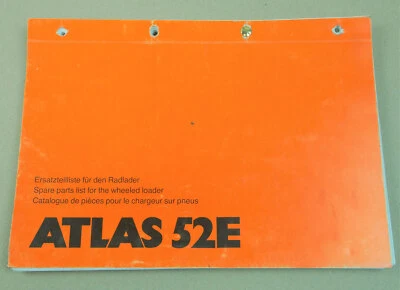 Ersatzteilliste für den Radlader
Spare parts list for the wheeled loader
Catalogue de pièces pour le chargeur sur pneus
ATLAS 52E